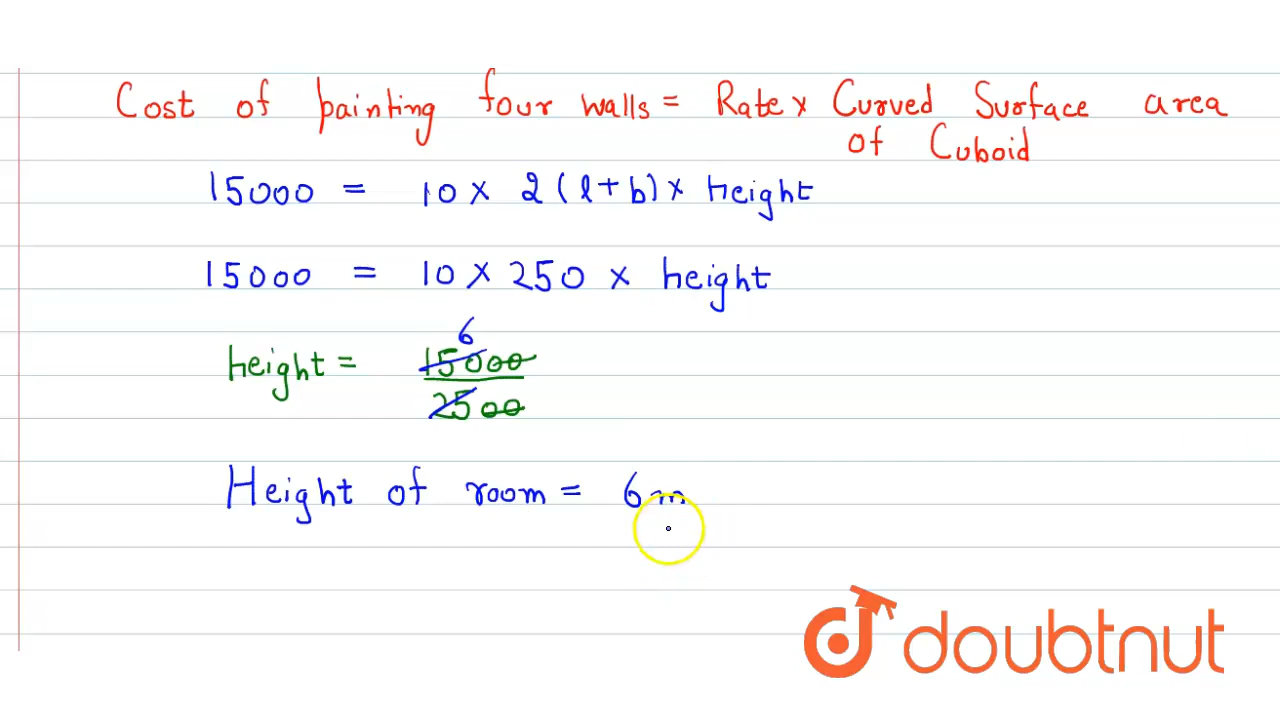 Cost of painting four walls = Rate x Curved Surface area
of Cuboid
15000 = 10 x 2 (l + b) x height
15000 = 10 x 250 x height
6
height = 15000
2500
Height of room = 6m
doubtnut